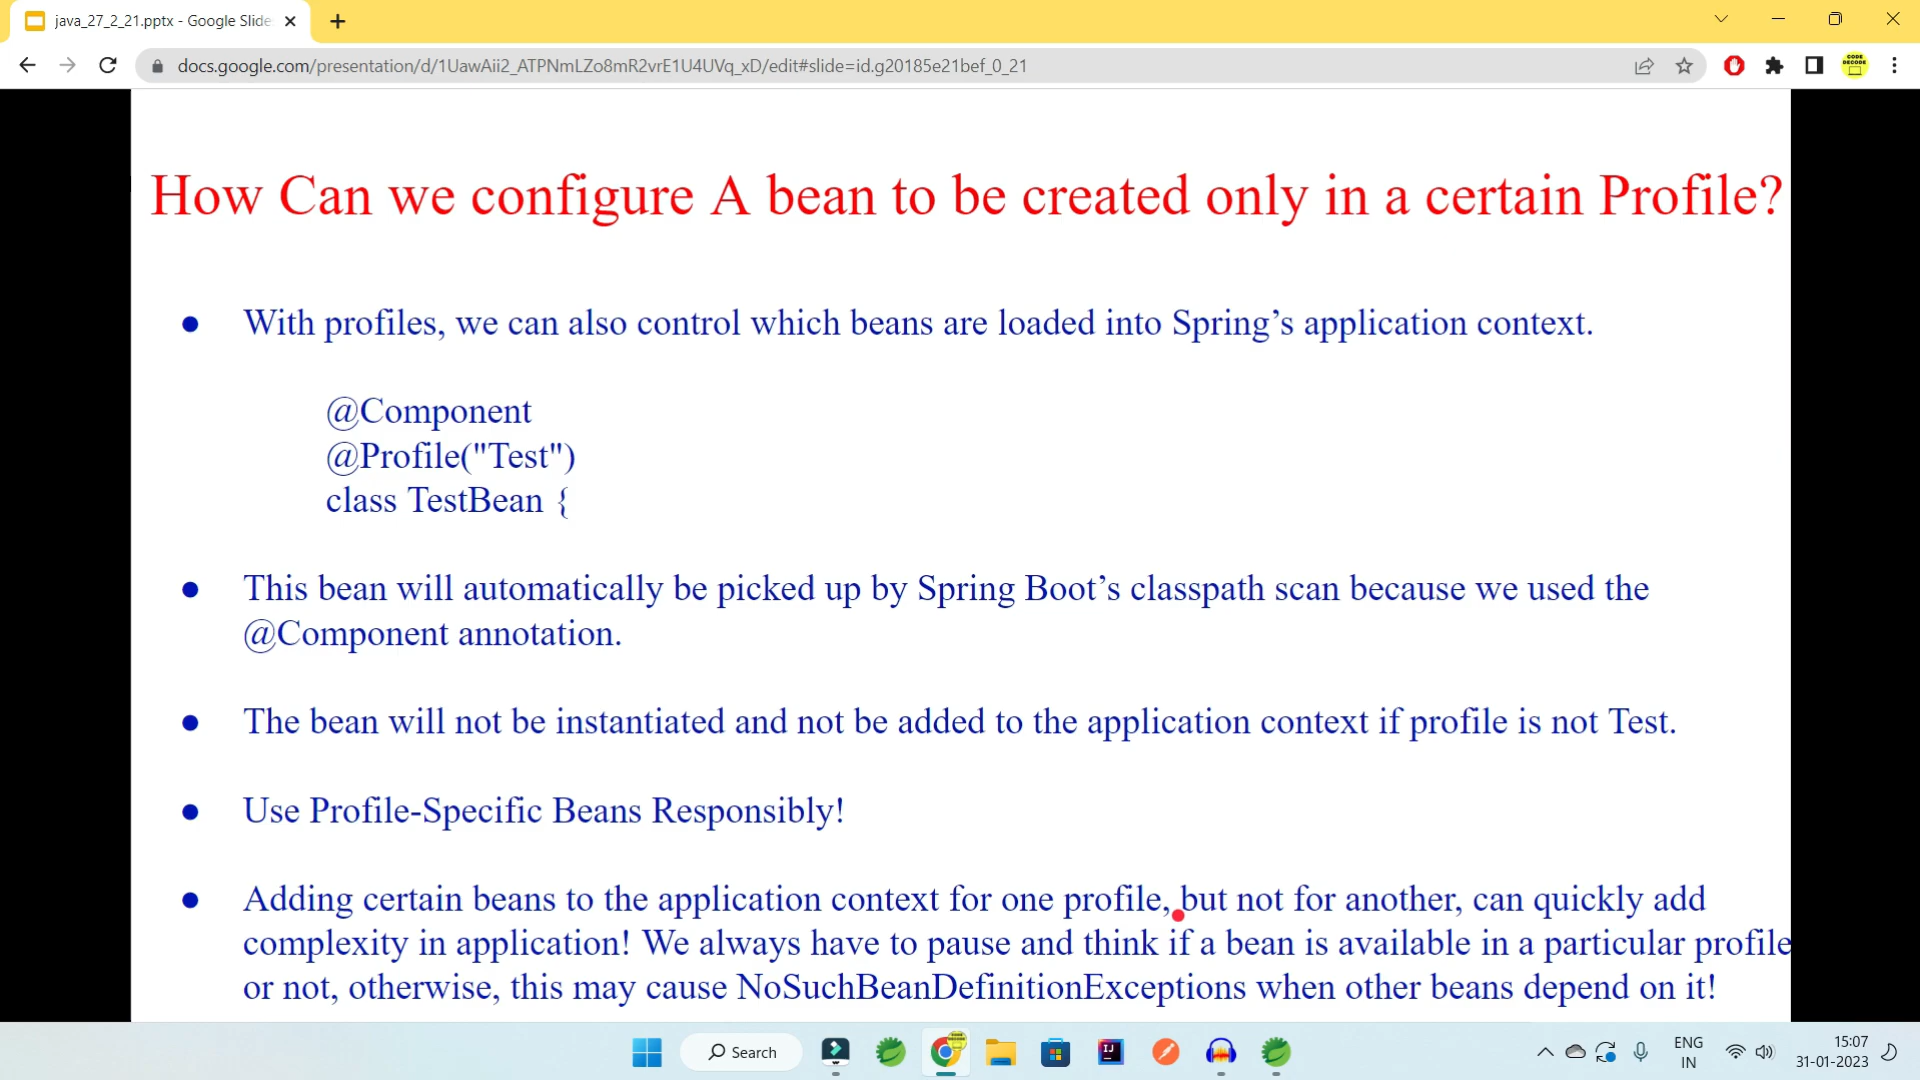 java_27_2_21.pptx - Google Slide
docs.google.com/presentation/d/1UawAii2_ATPNmLZo8mR2vrE1U4UVq_xD/edit#slide=id.g20185e21bef_0_21
CODE
DECODE
How Can we configure A bean to be created only in a certain Profile?
● With profiles, we can also control which beans are loaded into Spring’s application context.
@Component
@Profile("Test")
class TestBean {
● This bean will automatically be picked up by Spring Boot’s classpath scan because we used the
@Component annotation.
● The bean will not be instantiated and not be added to the application context if profile is not Test.
● Use Profile-Specific Beans Responsibly!
● Adding certain beans to the application context for one profile, but not for another, can quickly add
complexity in application! We always have to pause and think if a bean is available in a particular profile
or not, otherwise, this may cause NoSuchBeanDefinitionExceptions when other beans depend on it!
Search
IJ
ENG
IN
15:07
31-01-2023